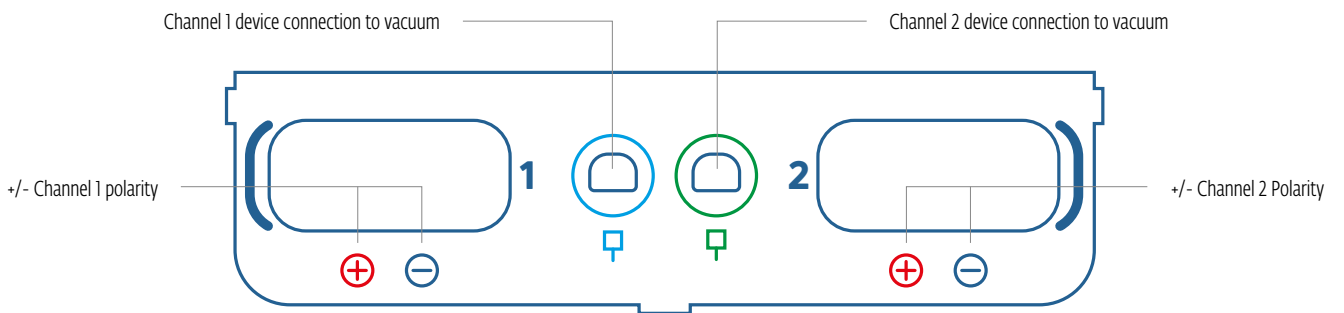 Channel 1 device connection to vacuum
Channel 2 device connection to vacuum
1
2
+/- Channel 1 polarity
+/- Channel 2 Polarity
+
−
+
−